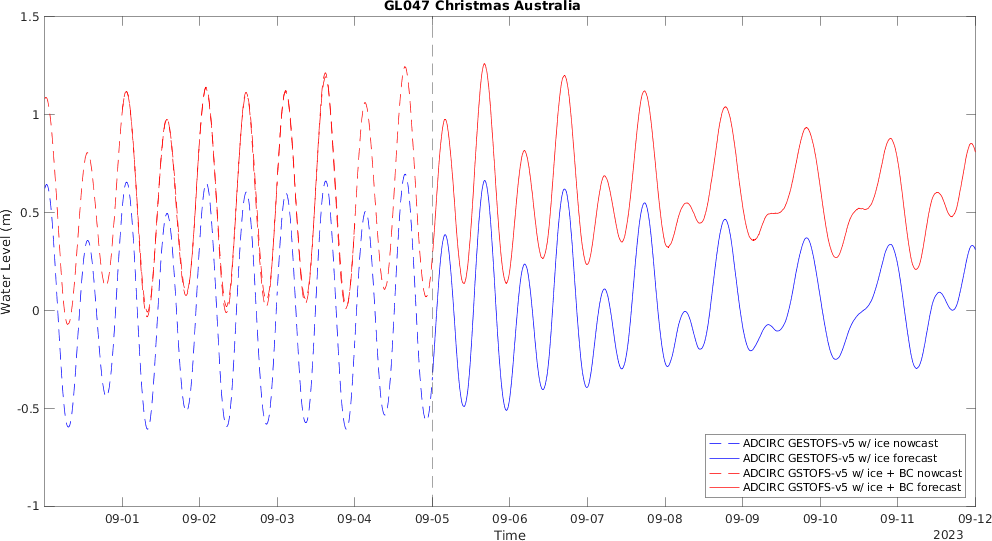 GL047 Christmas Australia
1.5
1
0.5
0
-0.5
-1
Water Level (m)
09-01 09-02 09-03 09-04 09-05 09-06 09-07 09-08 09-09 09-10 09-11 09-12
Time
2023
ADCIRC GESTOFS-v5 w/ ice nowcast
ADCIRC GESTOFS-v5 w/ ice forecast
ADCIRC GSTOFS-v5 w/ ice + BC nowcast
ADCIRC GSTOFS-v5 w/ ice + BC forecast